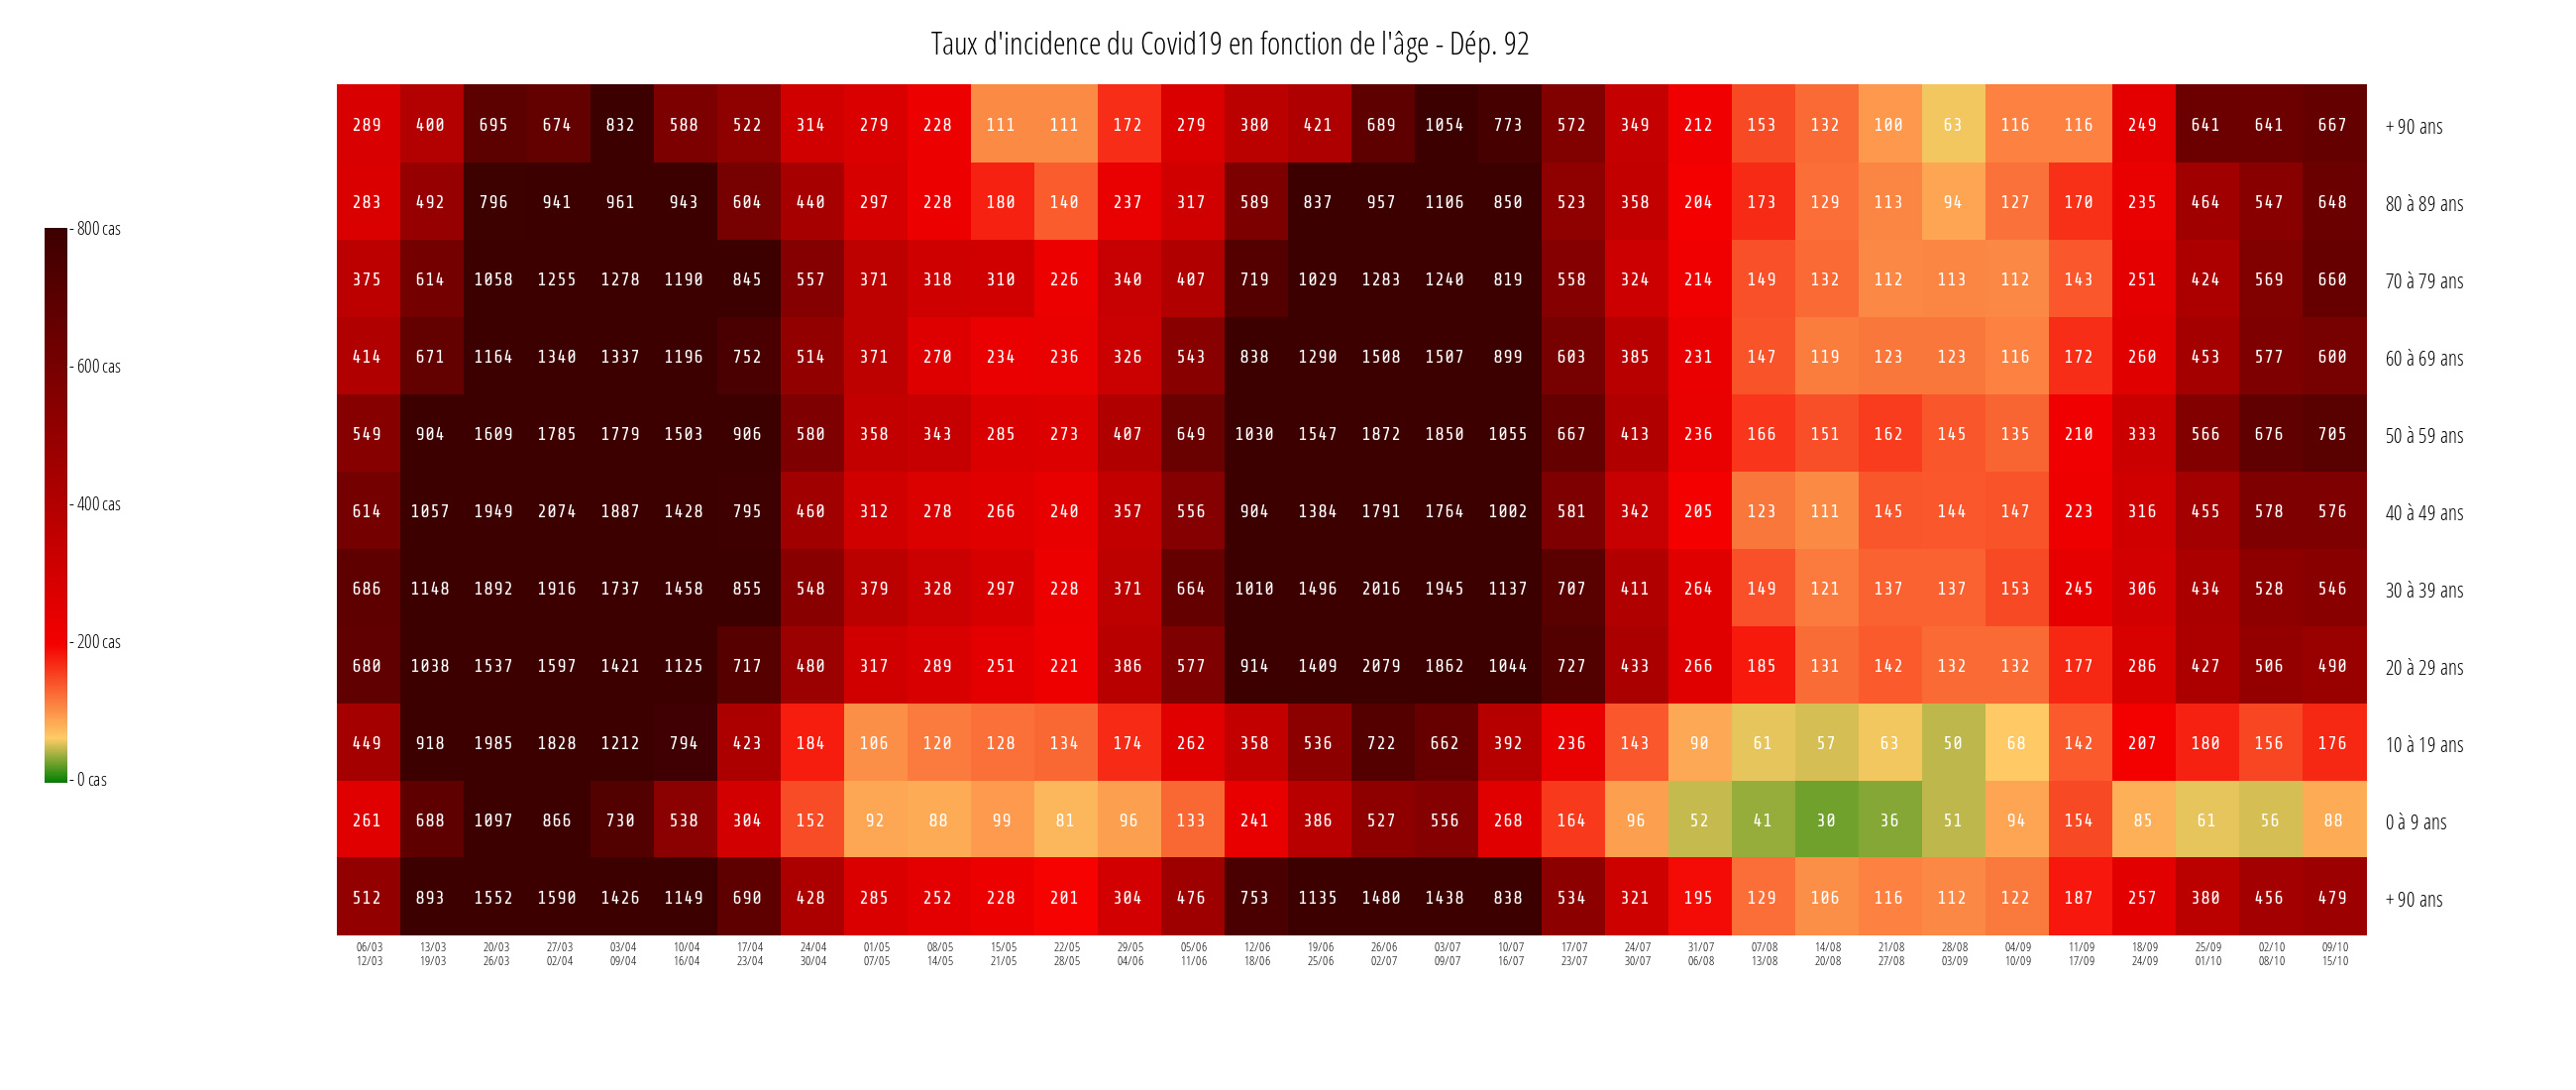 Taux d'incidence du Covid19 en fonction de l'âge - Dép. 92
289 400 695 674 832 588 522 314 279 228 111 111 172 279 380 421 689 1054 773 572 349 212 153 132 100 63 116 116 249 641 641 667 + 90 ans
283 492 796 941 961 943 604 440 297 228 180 140 237 317 589 837 957 1106 850 523 358 204 173 129 113 94 127 170 235 464 547 648 80 à 89 ans
- 800 cas
375 614 1058 1255 1278 1190 845 557 371 318 310 226 340 407 719 1029 1283 1240 819 558 324 214 149 132 112 113 112 143 251 424 569 660 70 à 79 ans
414 671 1164 1340 1337 1196 752 514 371 270 234 236 326 543 838 1290 1508 1507 899 603 385 231 147 119 123 123 116 172 260 453 577 600 60 à 69 ans
- 600 cas
549 904 1609 1785 1779 1503 906 580 358 343 285 273 407 649 1030 1547 1872 1850 1055 667 413 236 166 151 162 145 135 210 333 566 676 705 50 à 59 ans
- 400 cas
614 1057 1949 2074 1887 1428 795 460 312 278 266 240 357 556 904 1384 1791 1764 1002 581 342 205 123 111 145 144 147 223 316 455 578 576 40 à 49 ans
686 1148 1892 1916 1737 1458 855 548 379 328 297 228 371 664 1010 1496 2016 1945 1137 707 411 264 149 121 137 137 153 245 306 434 528 546 30 à 39 ans
- 200 cas
680 1038 1537 1597 1421 1125 717 480 317 289 251 221 386 577 914 1409 2079 1862 1044 727 433 266 185 131 142 132 132 177 286 427 506 490 20 à 29 ans
449 918 1985 1828 1212 794 423 184 106 120 128 134 174 262 358 536 722 662 392 236 143 90 61 57 63 50 68 142 207 180 156 176 10 à 19 ans
- 0 cas
261 688 1097 866 730 538 304 152 92 88 99 81 96 133 241 386 527 556 268 164 96 52 41 30 36 51 94 154 85 61 56 88 0 à 9 ans
512 893 1552 1590 1426 1149 690 428 285 252 228 201 304 476 753 1135 1480 1438 838 534 321 195 129 106 116 112 122 187 257 380 456 479 + 90 ans
06/03 13/03 20/03 27/03 03/04 10/04 17/04 24/04 01/05 08/05 15/05 22/05 29/05 05/06 12/06 19/06 26/06 03/07 10/07 17/07 24/07 31/07 07/08 14/08 21/08 28/08 04/09 11/09 18/09 25/09 02/10 09/10
12/03 19/03 26/03 02/04 09/04 16/04 23/04 30/04 07/05 14/05 21/05 28/05 04/06 11/06 18/06 25/06 02/07 09/07 16/07 23/07 30/07 06/08 13/08 20/08 27/08 03/09 10/09 17/09 24/09 01/10 08/10 15/10